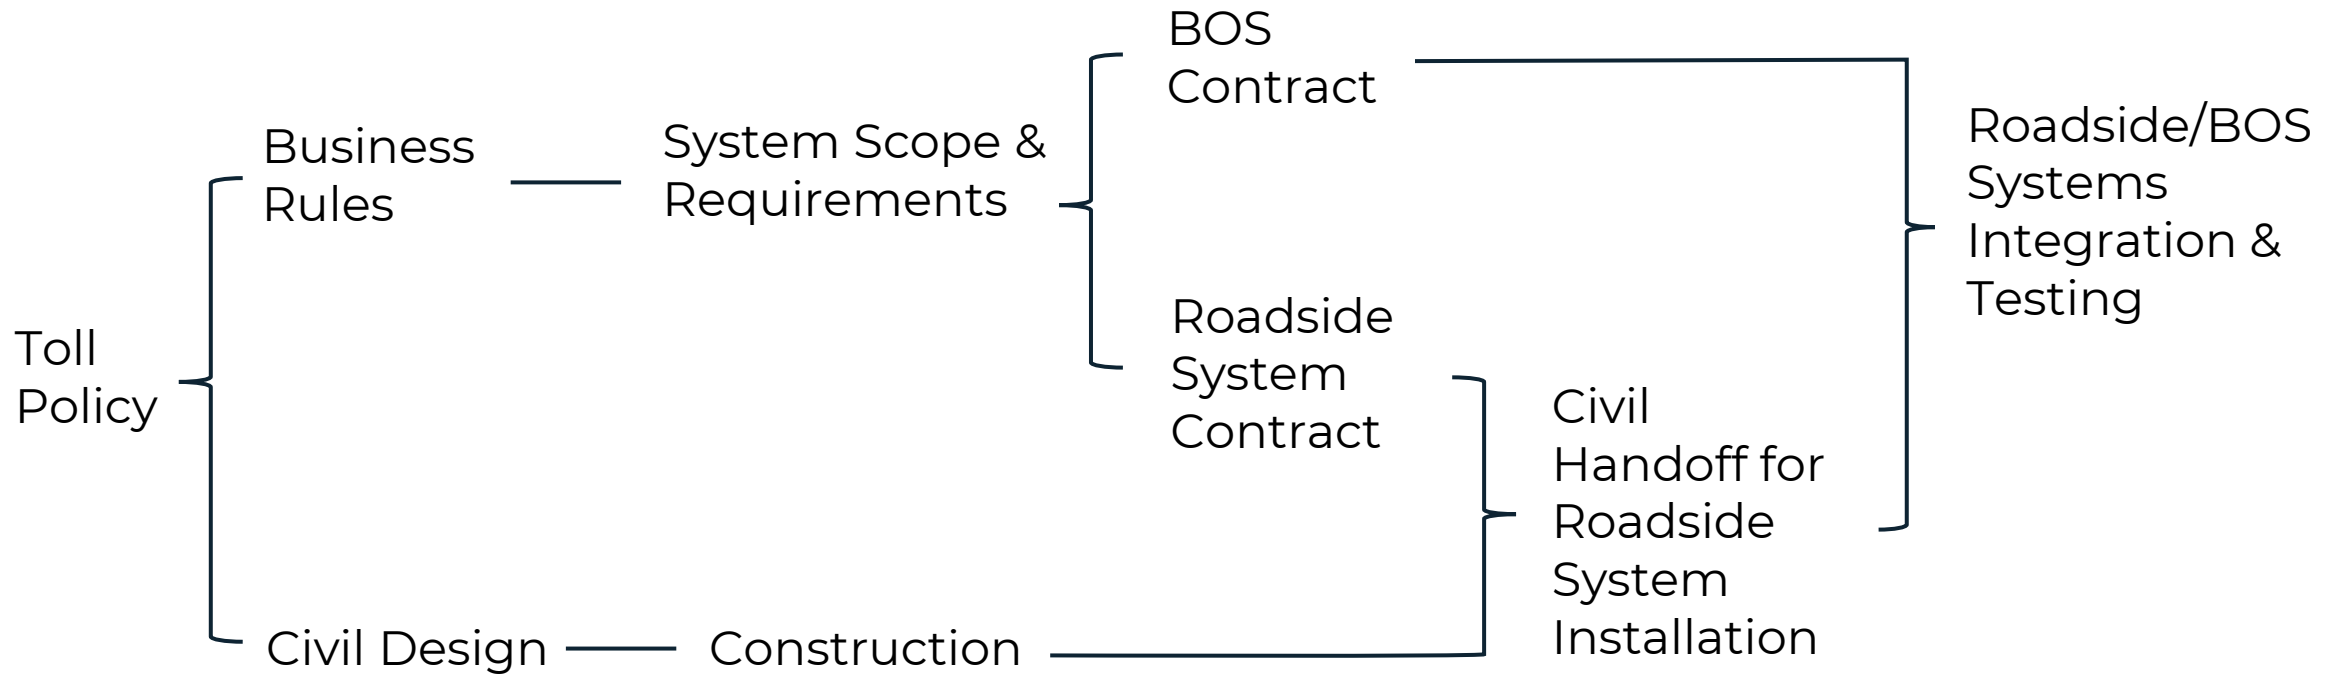 Toll
Policy
Business
Rules
System Scope &
Requirements
BOS
Contract
Roadside
System
Contract
Civil Design
Construction
Civil
Handoff for
Roadside
System
Installation
Roadside/BOS
Systems
Integration &
Testing